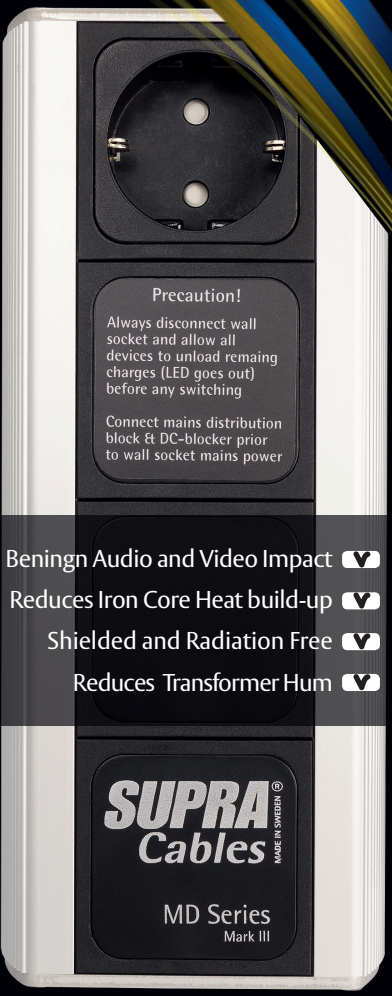 Precaution!
Always disconnect wall
socket and allow all
devices to unload remaing
charges (LED goes out)
before any switching
Connect mains distribution
block & DC-blocker prior
to wall socket mains power
Beningn Audio and Video Impact
Reduces Iron Core Heat build-up
Shielded and Radiation Free
Reduces Transformer Hum
SUPRA®
Cables
MADE IN SWEDEN
MD Series
Mark III